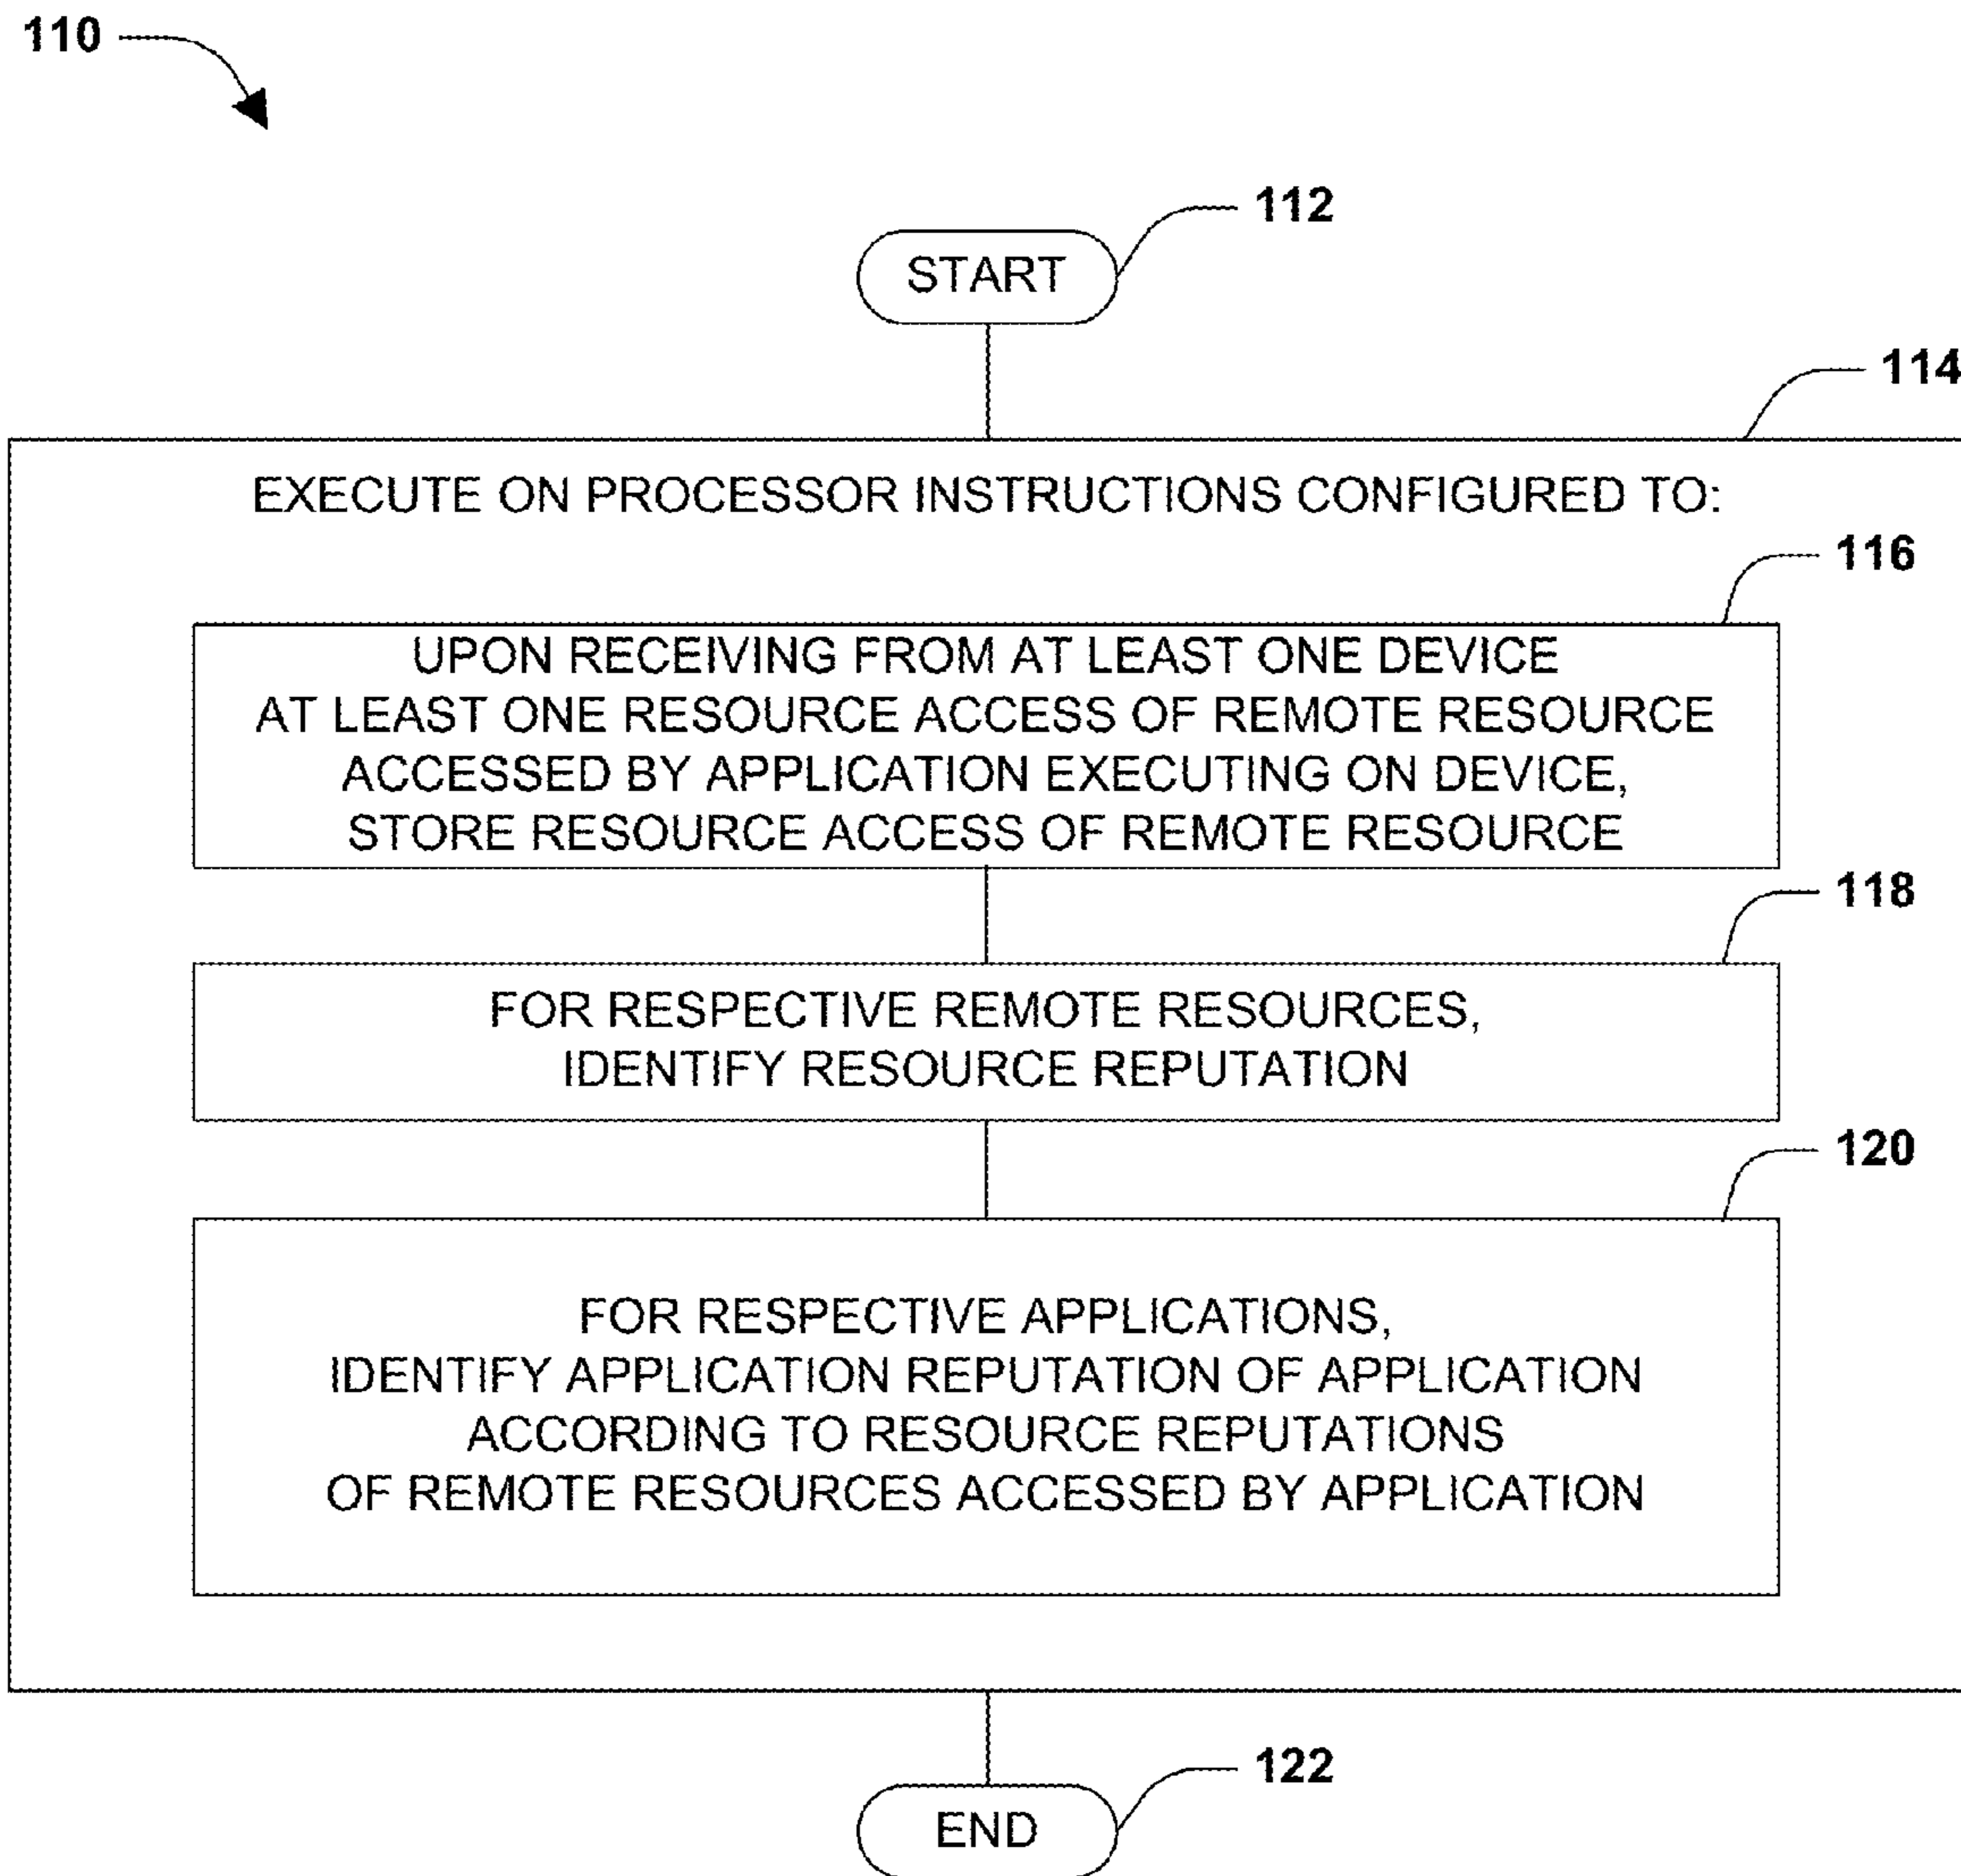 110
112
START
114
EXECUTE ON PROCESSOR INSTRUCTIONS CONFIGURED TO:
116
UPON RECEIVING FROM AT LEAST ONE DEVICE
AT LEAST ONE RESOURCE ACCESS OF REMOTE RESOURCE
ACCESSED BY APPLICATION EXECUTING ON DEVICE,
STORE RESOURCE ACCESS OF REMOTE RESOURCE
118
FOR RESPECTIVE REMOTE RESOURCES,
IDENTIFY RESOURCE REPUTATION
120
FOR RESPECTIVE APPLICATIONS,
IDENTIFY APPLICATION REPUTATION OF APPLICATION
ACCORDING TO RESOURCE REPUTATIONS
OF REMOTE RESOURCES ACCESSED BY APPLICATION
122
END